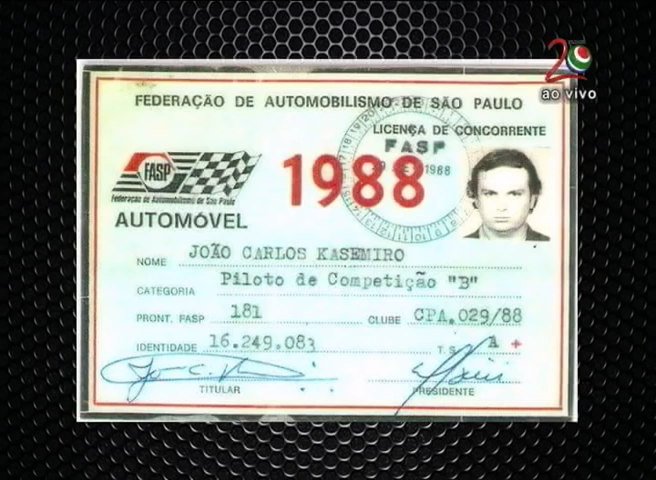 25
ao vivo
FEDERAÇÃO DE AUTOMOBILISMO DE SÃO PAULO
LICENÇA DE CONCORRENTE
FASP
1988
FASP
1988
Federação de Automobilismo de São Paulo
AUTOMÓVEL
NOME JOÃO CARLOS KASEMIRO
CATEGORIA Piloto de Competição "B"
PRONT. FASP 181 CLUBE CPA.029/88
IDENTIDADE 16.249.083 T.S. A +
TITULAR PRESIDENTE